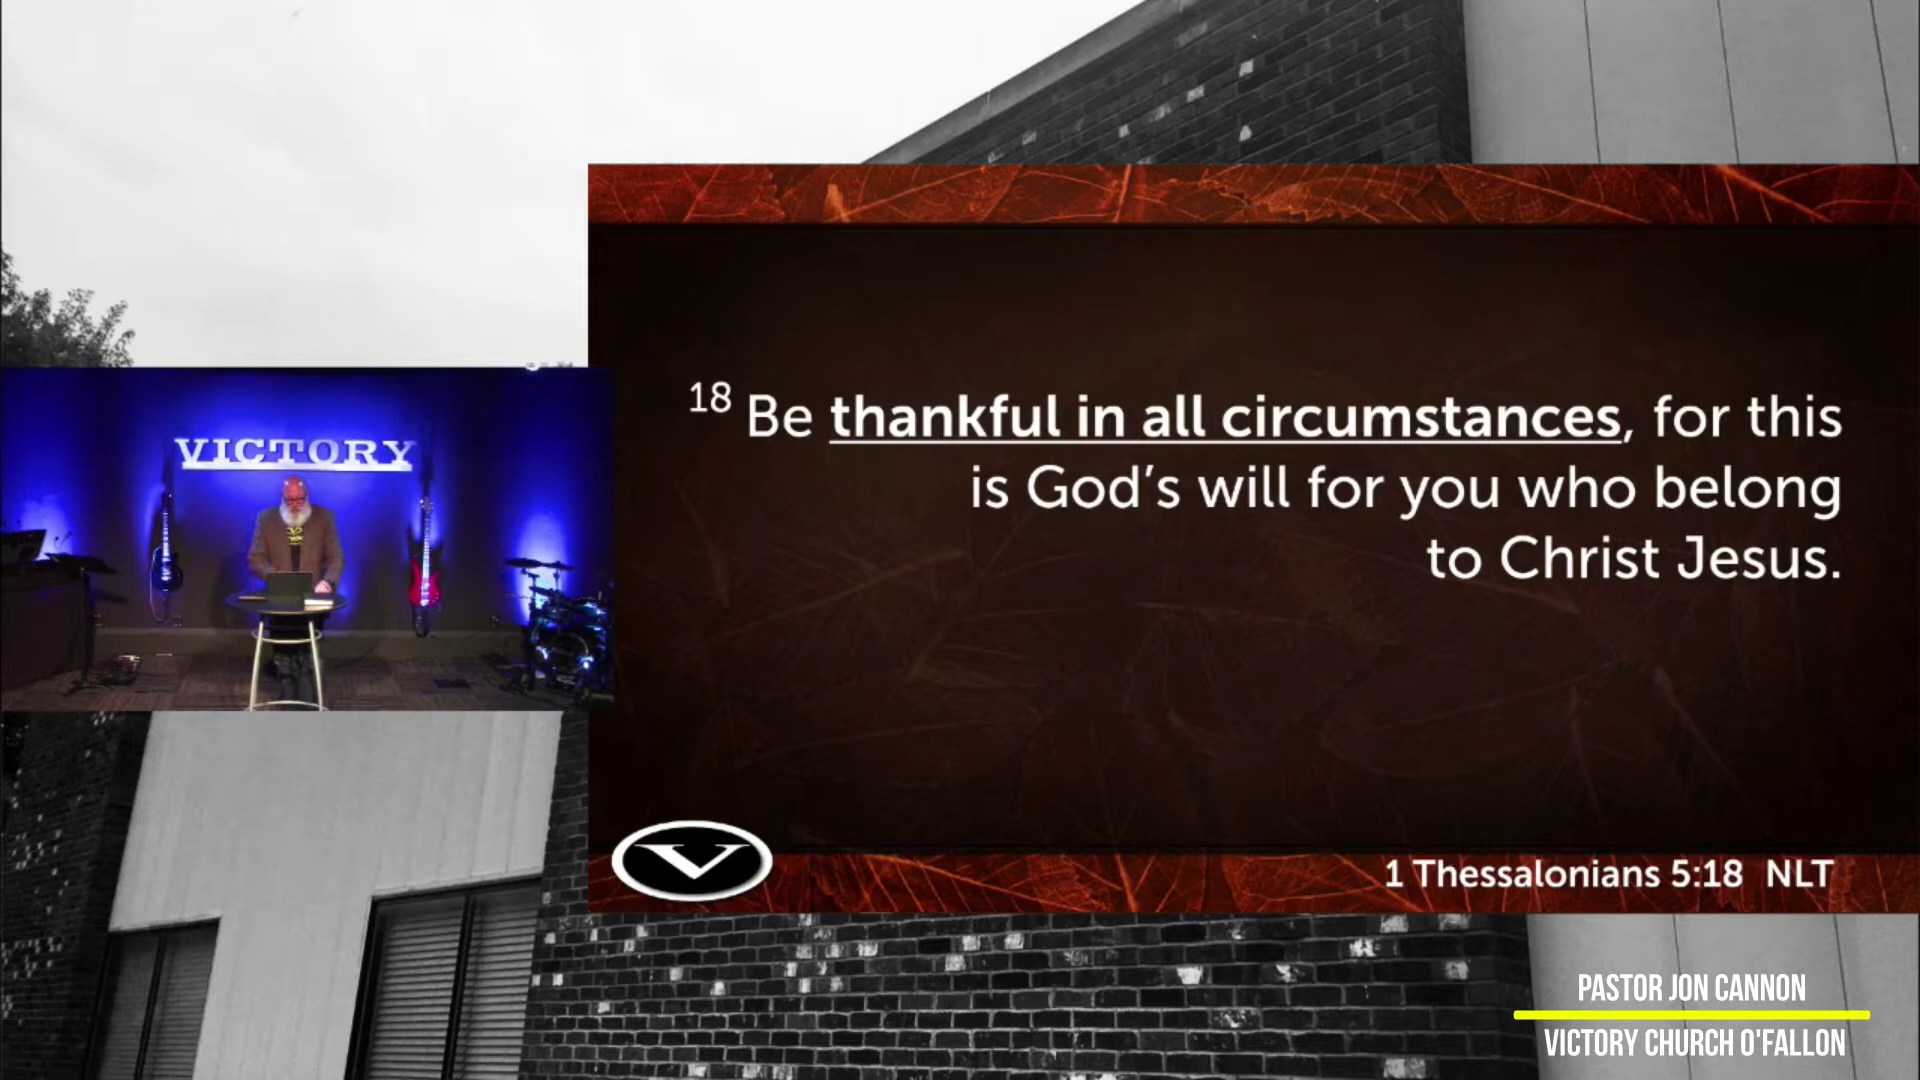 VICTORY
18 Be thankful in all circumstances, for this
is God’s will for you who belong
to Christ Jesus.
V
1 Thessalonians 5:18 NLT
PASTOR JON CANNON
VICTORY CHURCH O'FALLON